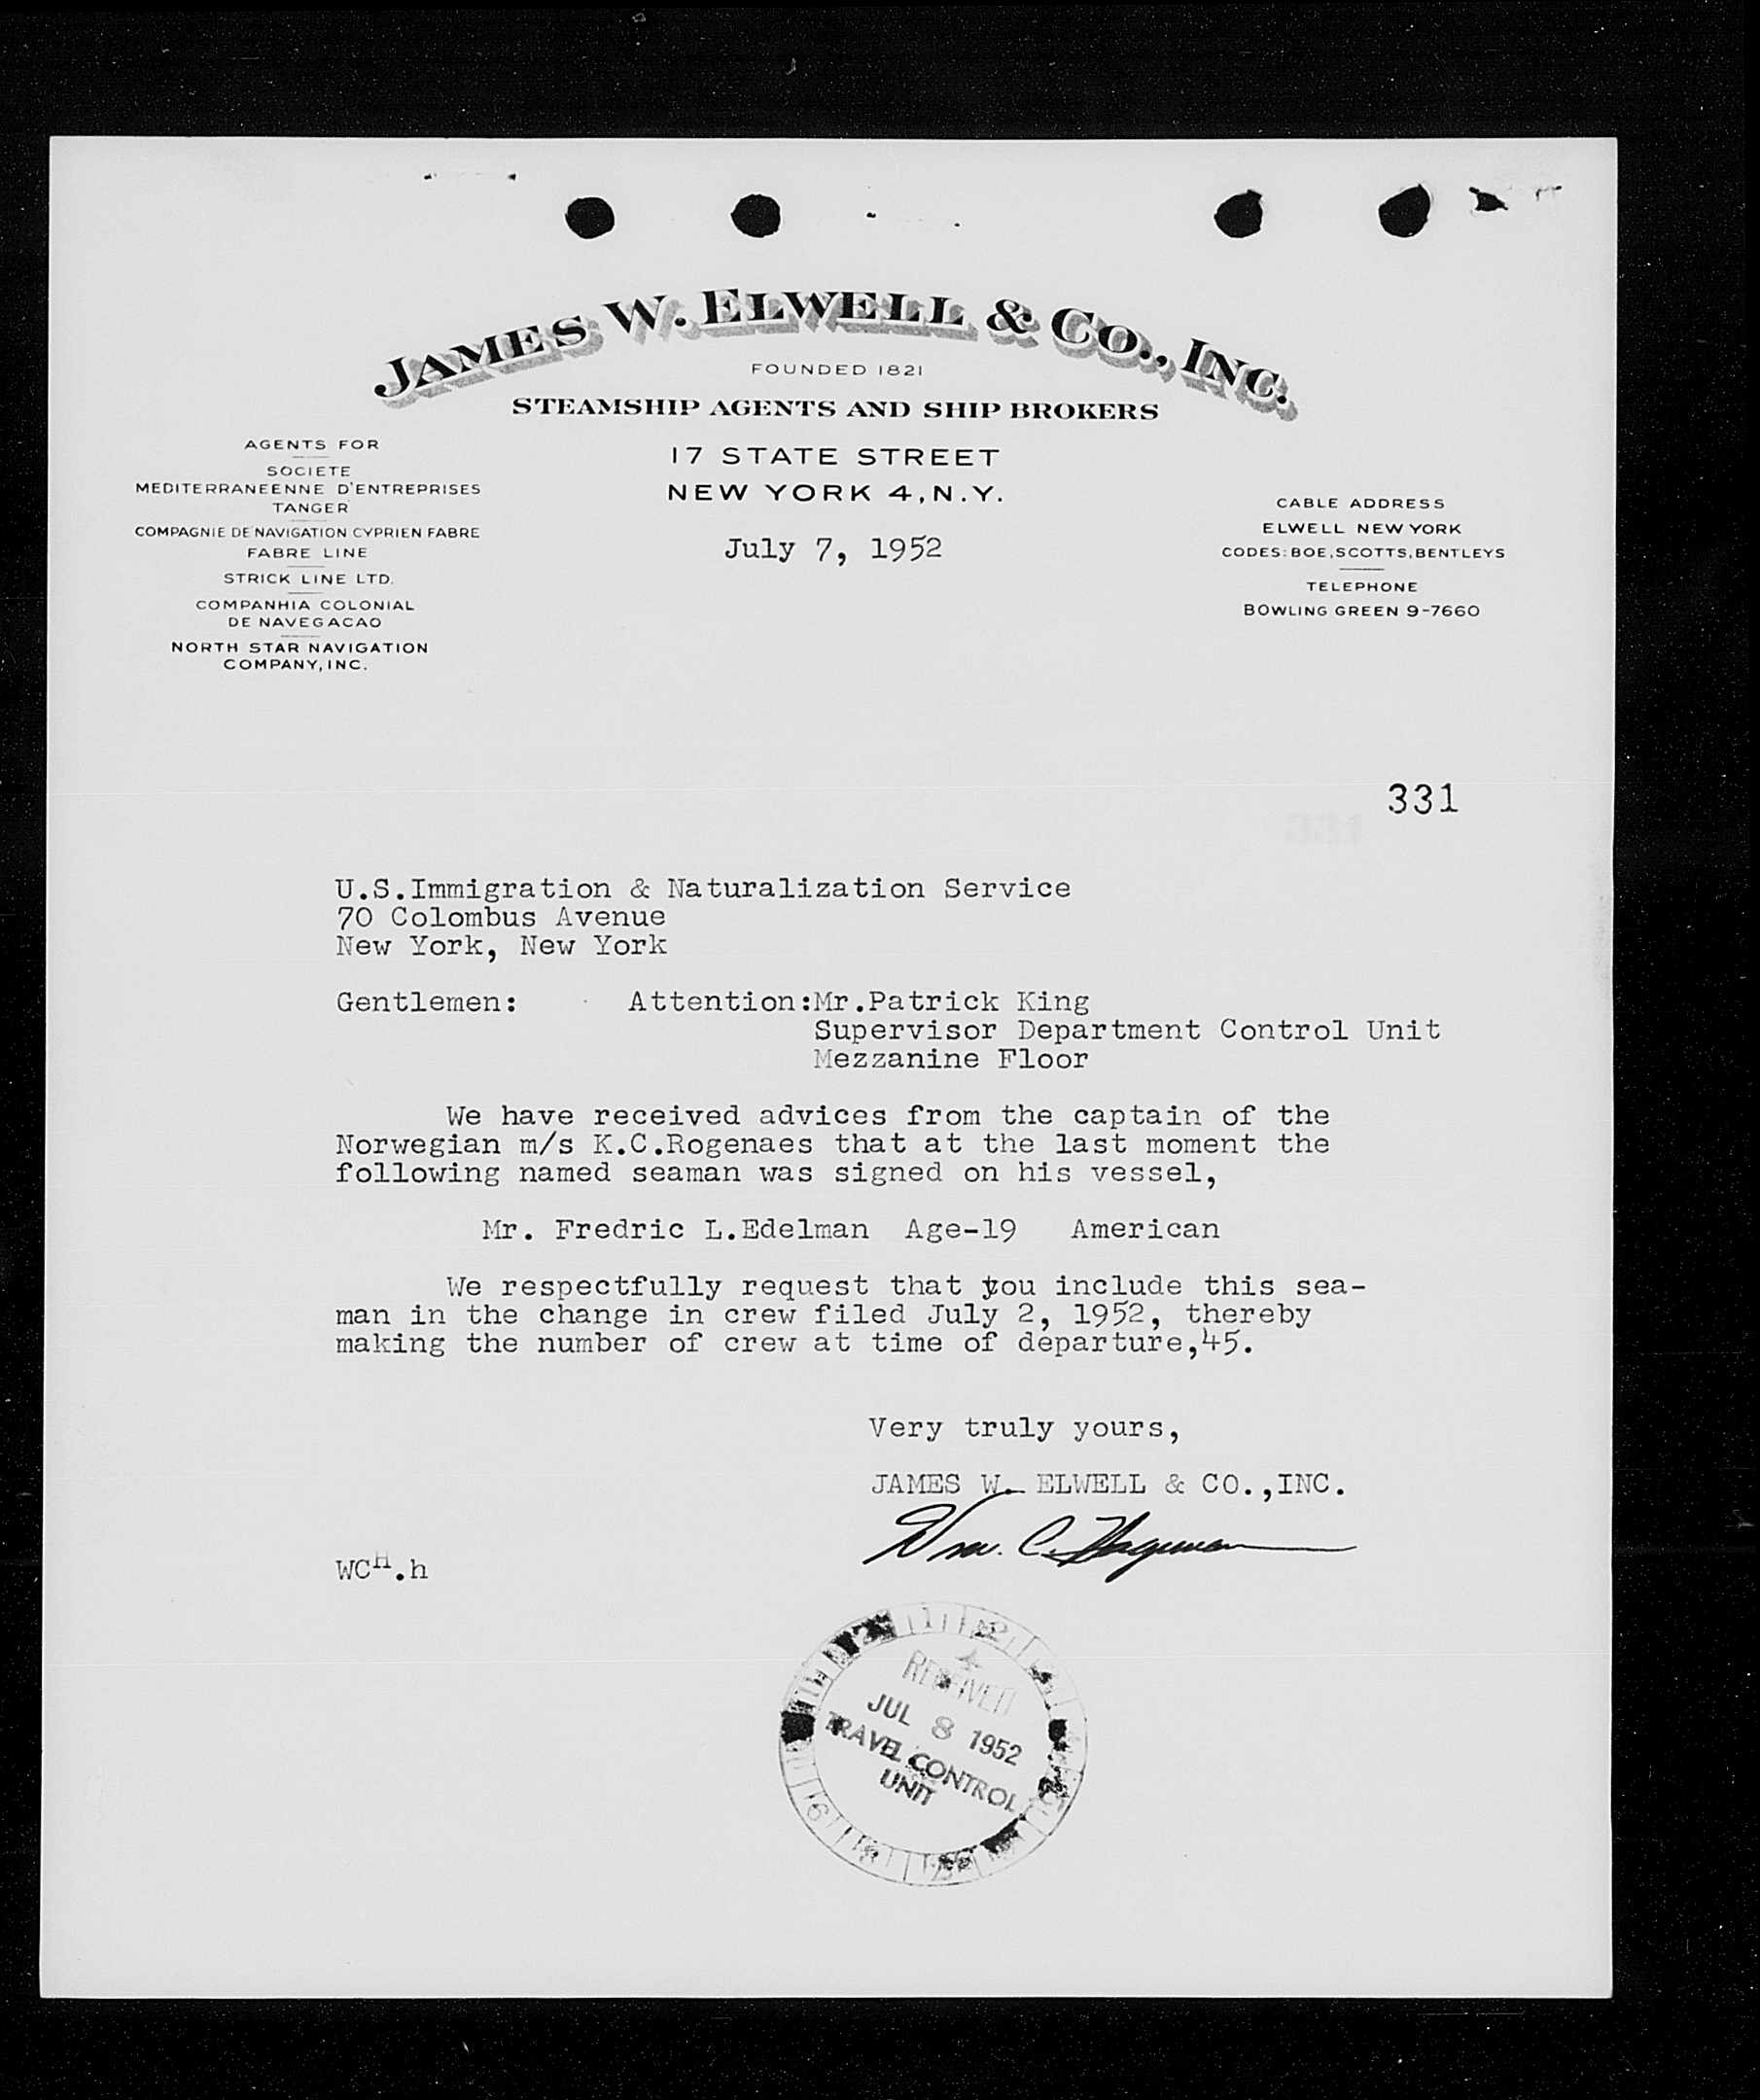 JAMES W. ELWELL & CO., INC.
FOUNDED 1821
STEAMSHIP AGENTS AND SHIP BROKERS
17 STATE STREET
NEW YORK 4, N.Y.
July 7, 1952
AGENTS FOR
SOCIETE
MEDITERRANEENNE D'ENTREPRISES
TANGER
COMPAGNIE DE NAVIGATION CYPRIEN FABRE
FABRE LINE
STRICK LINE LTD.
COMPANHIA COLONIAL
DE NAVEGACAO
NORTH STAR NAVIGATION
COMPANY, INC.
CABLE ADDRESS
ELWELL NEW YORK
CODES: BOE, SCOTTS, BENTLEYS
TELEPHONE
BOWLING GREEN 9-7660
331
U.S.Immigration & Naturalization Service
70 Colombus Avenue
New York, New York
Gentlemen: Attention:Mr.Patrick King
Supervisor Department Control Unit
Mezzanine Floor
We have received advices from the captain of the
Norwegian m/s K.C.Rogenaes that at the last moment the
following named seaman was signed on his vessel,
Mr. Fredric L.Edelman Age-19 American
We respectfully request that you include this sea-
man in the change in crew filed July 2, 1952, thereby
making the number of crew at time of departure,45.
Very truly yours,
JAMES W. ELWELL & CO.,INC.
Wm. C. Hageman
WCH.h
RECEIVED
JUL 8 1952
TRAVEL CONTROL
UNIT